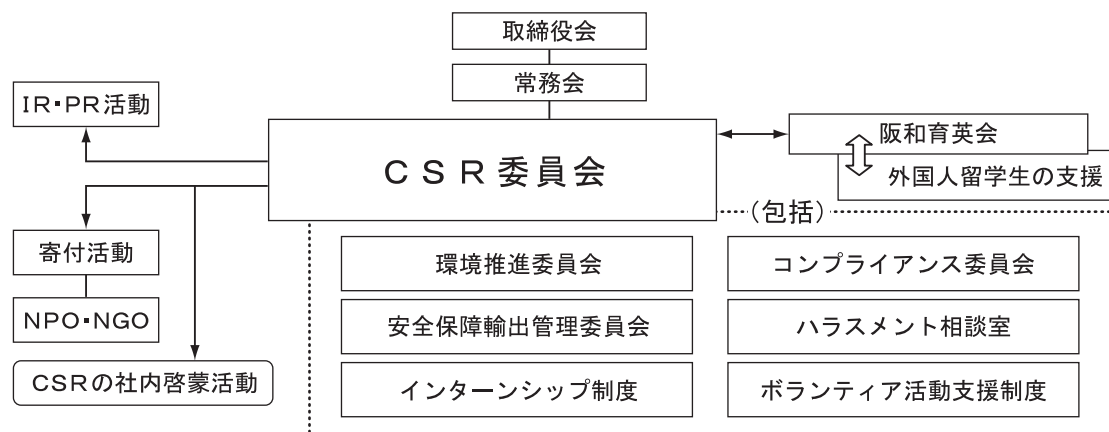 取締役会
常務会
IR・PR活動
CSR委員会
阪和育英会
外国人留学生の支援
(包括)
寄付活動
NPO・NGO
CSRの社内啓蒙活動
環境推進委員会
コンプライアンス委員会
安全保障輸出管理委員会
ハラスメント相談室
インターンシップ制度
ボランティア活動支援制度